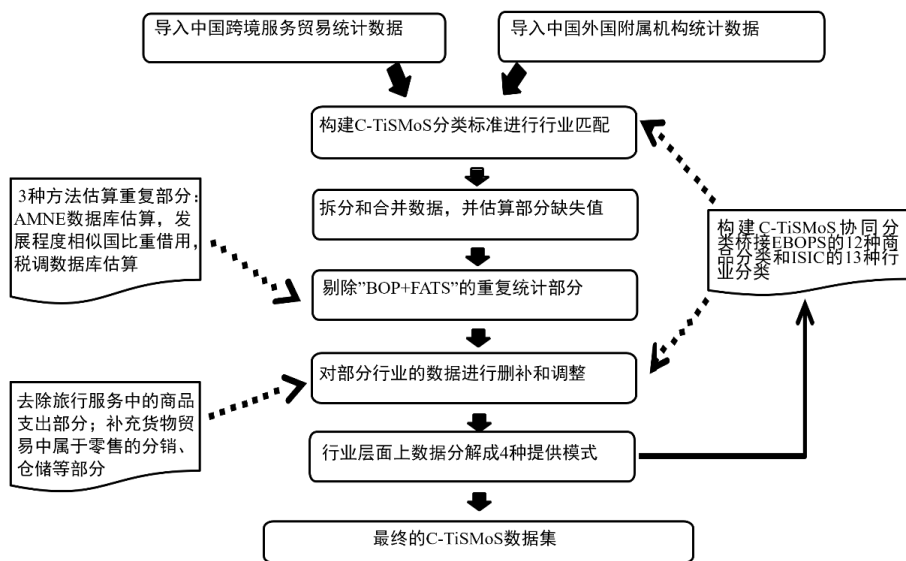 导入中国跨境服务贸易统计数据
导入中国外国附属机构统计数据
构建C-TiSMoS分类标准进行行业匹配
3种方法估算重复部分:
AMNE数据库估算，发
展程度相似国比重借用，
税调数据库估算
拆分和合并数据，并估算部分缺失值
构建C-TiSMoS协同分
类桥接EBOPS的12种商
品分类和ISIC的13种行
业分类
剔除”BOP+FATS”的重复统计部分
对部分行业的数据进行删补和调整
去除旅行服务中的商品
支出部分；补充货物贸
易中属于零售的分销、
仓储等部分
行业层面上数据分解成4种提供模式
最终的C-TiSMoS数据集